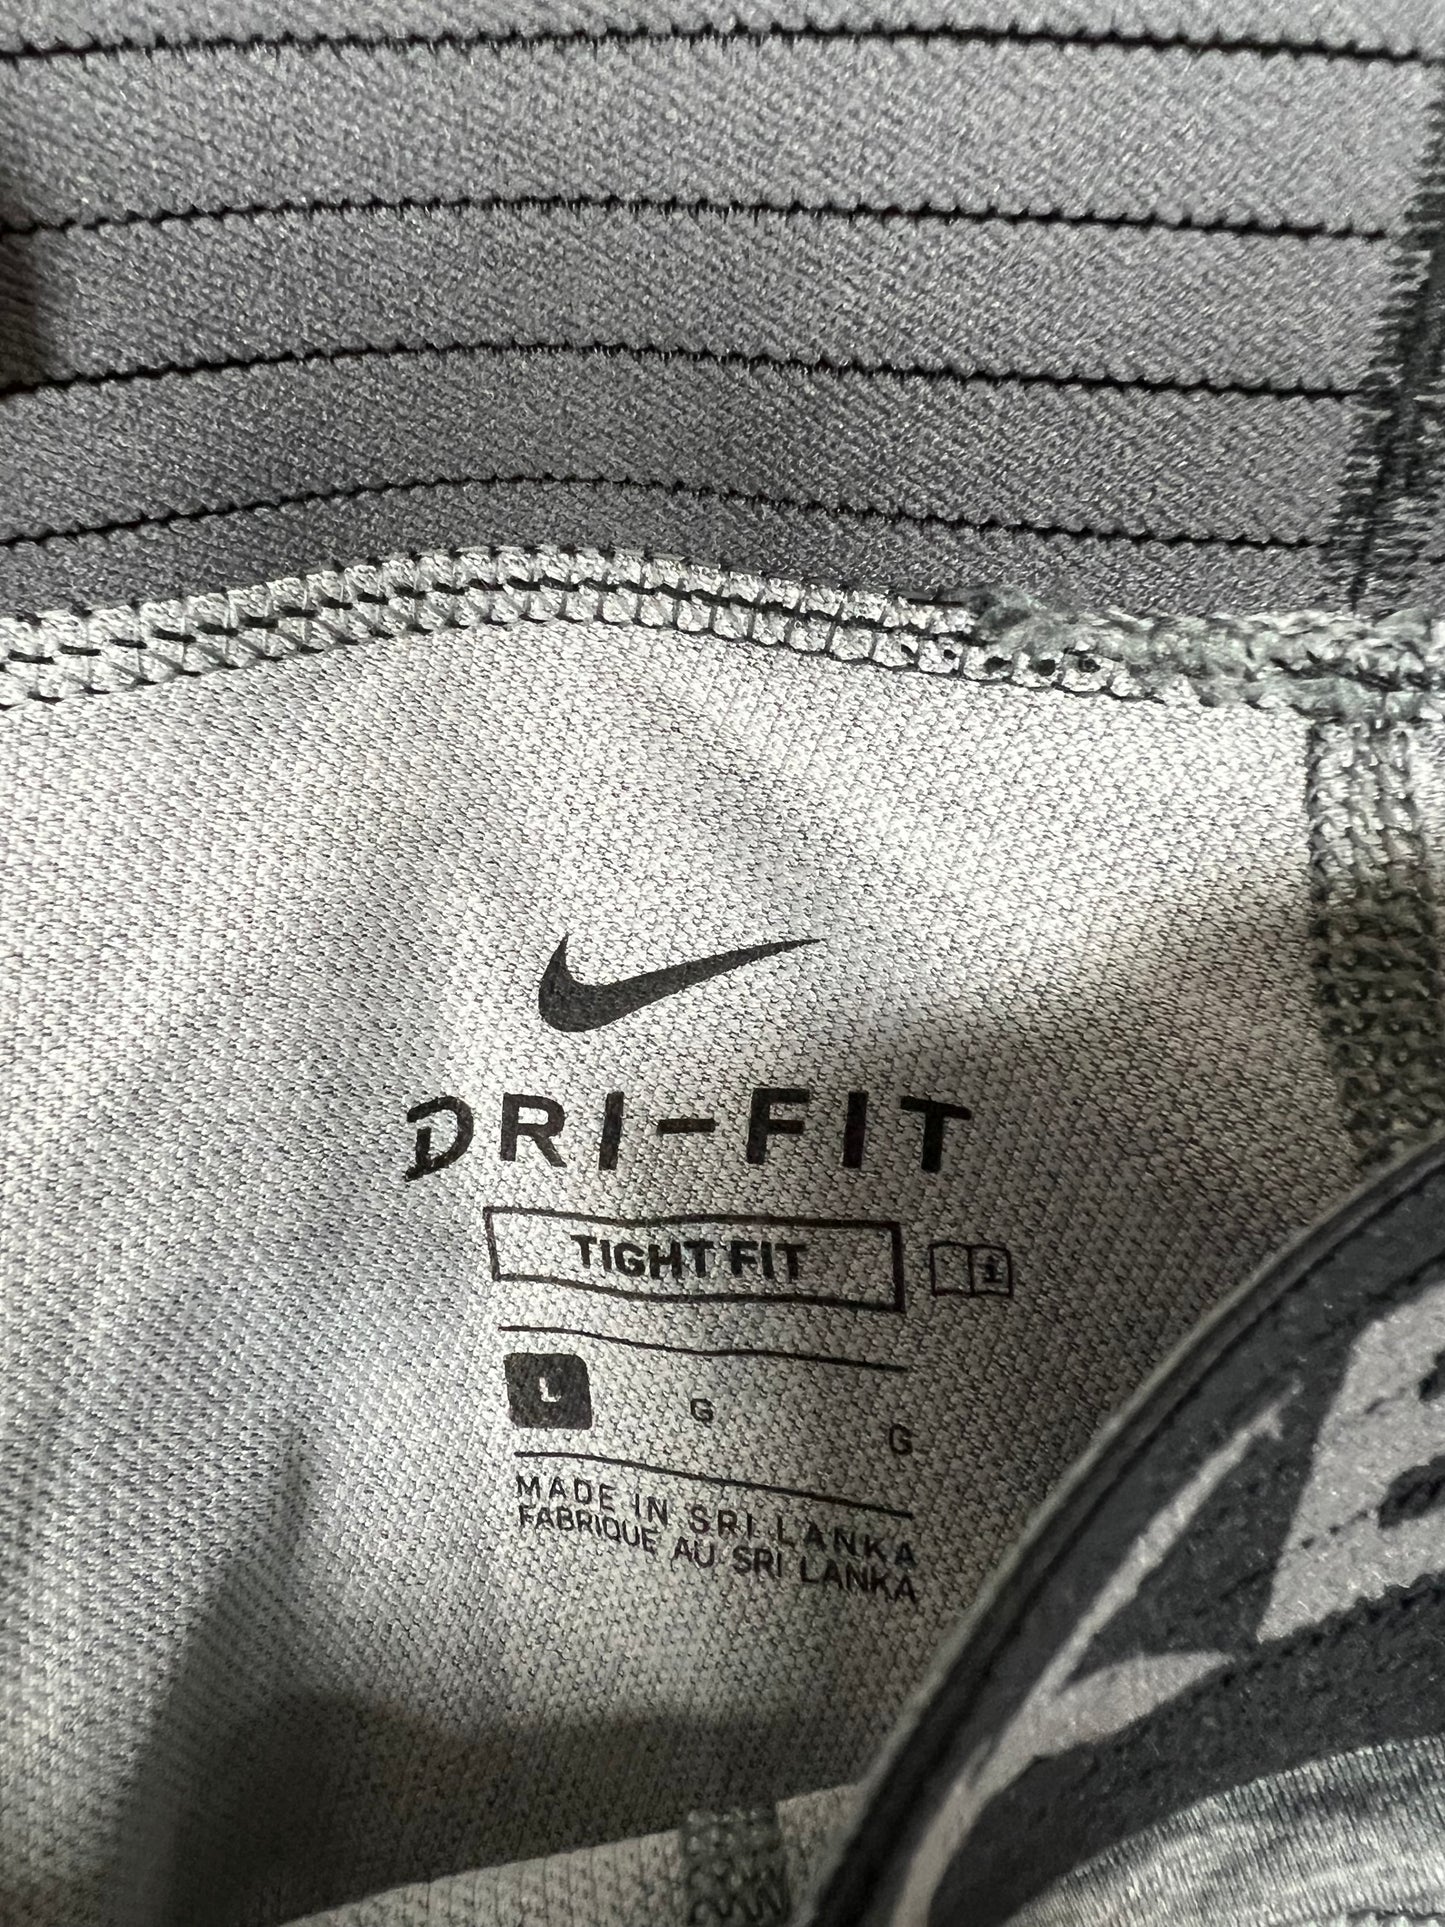 DRI-FIT
TIGHT FIT i
L G G
MADE IN SRI LANKA
FABRIQUE AU SRI LANKA